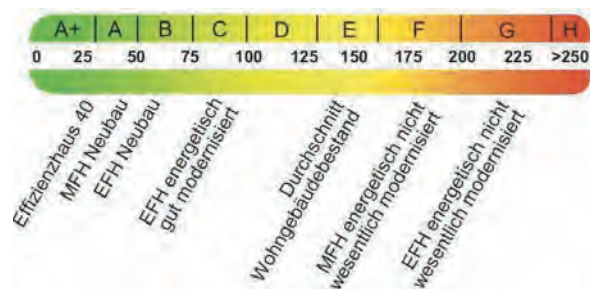 A+ A B C D E F G H
0 25 50 75 100 125 150 175 200 225 >250
Effizienzhaus 40
MFH Neubau
EFH Neubau
EFH energetisch
gut modernisiert
Durchschnitt
Wohngebäudebestand
MFH energetisch nicht
wesentlich modernisiert
EFH energetisch nicht
wesentlich modernisiert